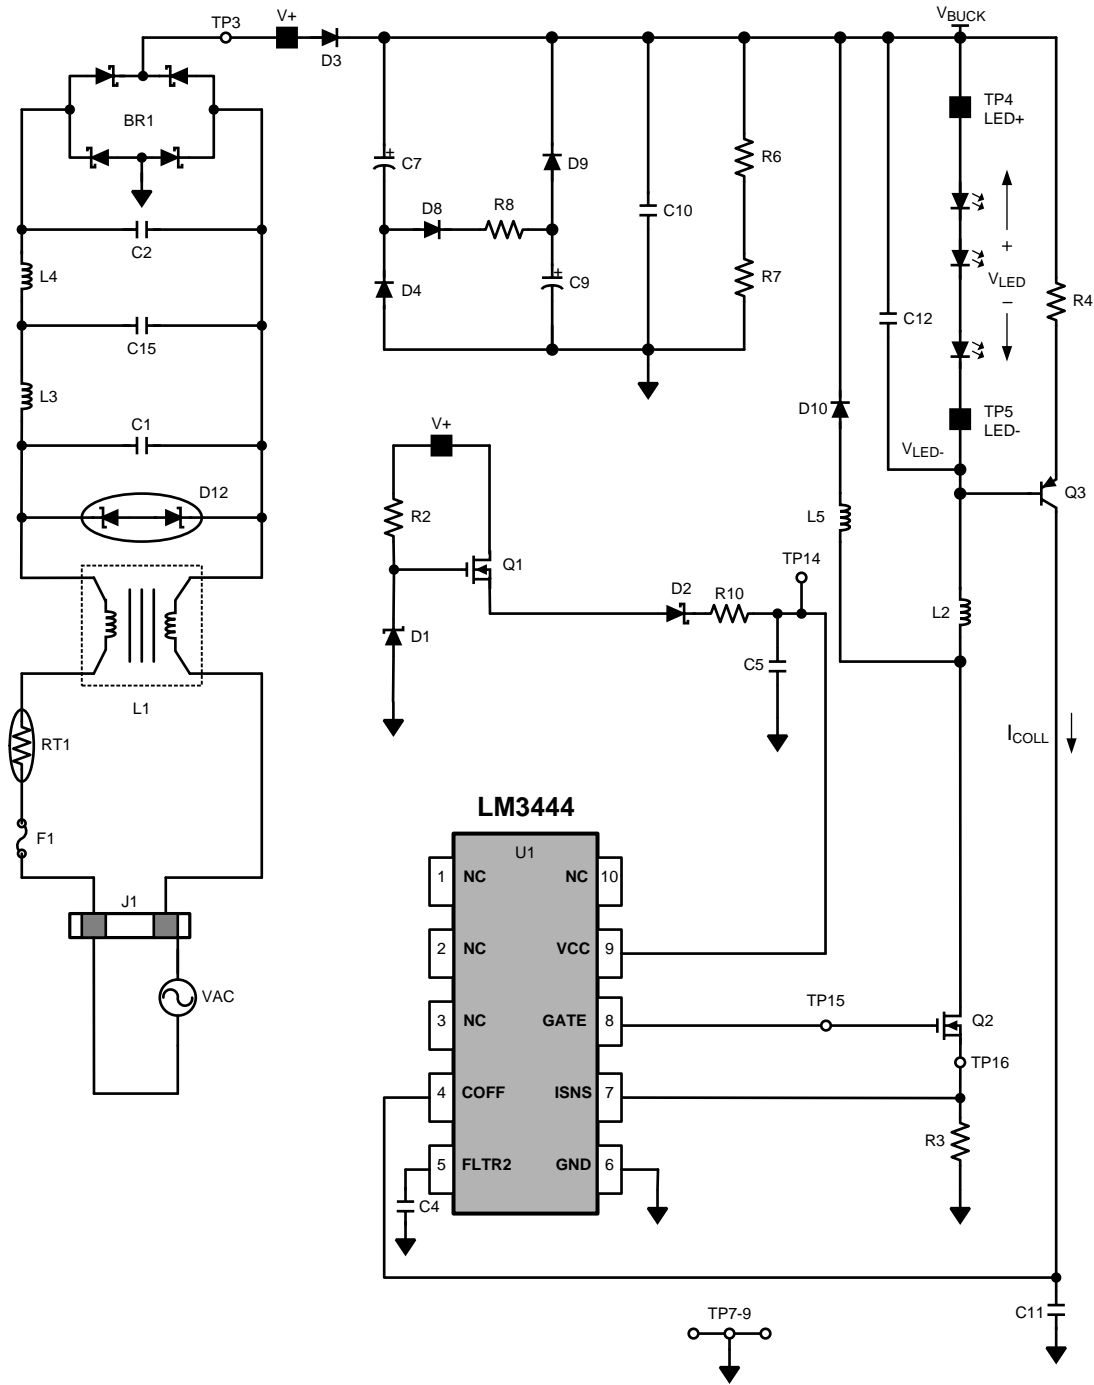 V+
VBUCK
TP3
D3
BR1
TP4
LED+
C7
D9
R6
D8
R8
C10
C2
L4
D4
C9
R7
+
VLED
–
R4
C12
C15
L3
D10
TP5
LED-
C1
V+
VLED-
D12
Q3
R2
L5
Q1
TP14
D2
R10
L2
D1
C5
L1
ICOLL
RT1
LM3444
F1
U1
1 NC
NC 10
J1
2 NC
VCC 9
VAC
TP15
3 NC
GATE 8
Q2
TP16
4 COFF
ISNS 7
R3
5 FLTR2
GND 6
C4
TP7-9
C11